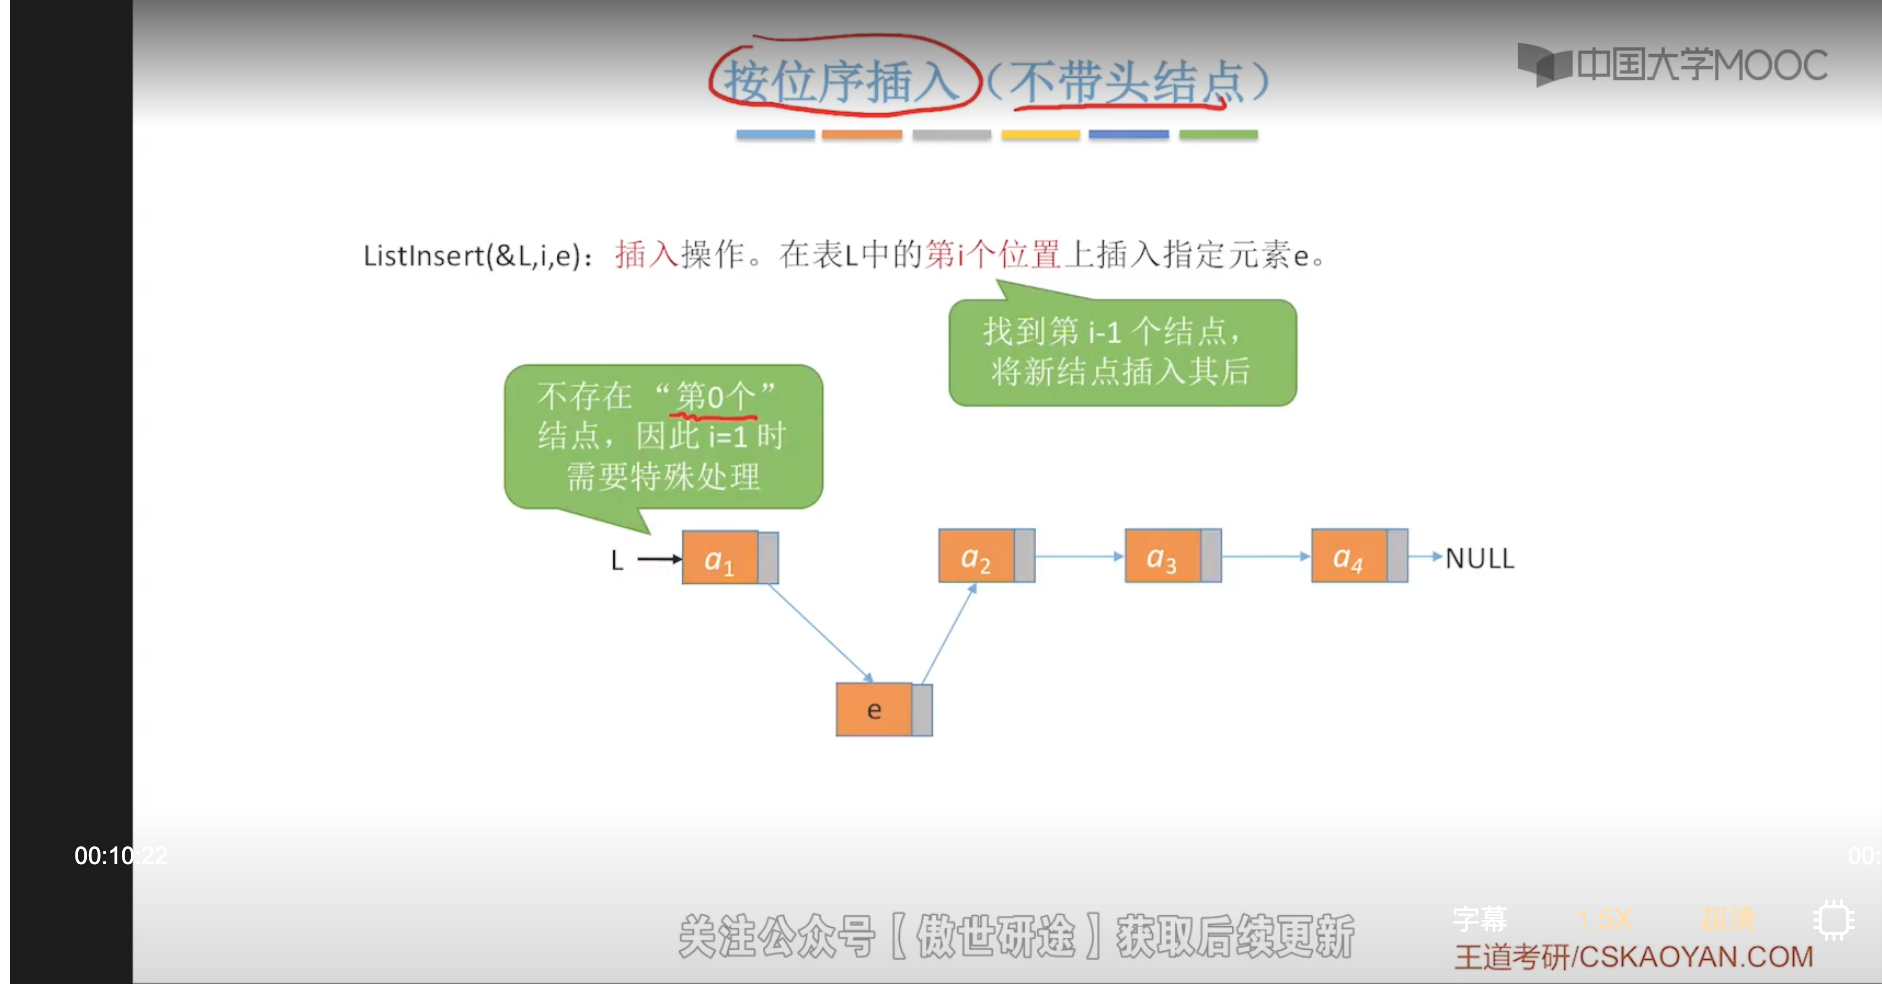 按位序插入（不带头结点）
中国大学MOOC
ListInsert(&L,i,e)：插入操作。在表L中的第i个位置上插入指定元素e。
找到第 i-1 个结点，
将新结点插入其后
不存在“第0个”
结点，因此 i=1 时
需要特殊处理
L
a1
a2
a3
a4
NULL
e
00:10:22
00:
字幕
1.5X
超清
关注公众号【傲世研途】获取后续更新
王道考研/CSKAOYAN.COM